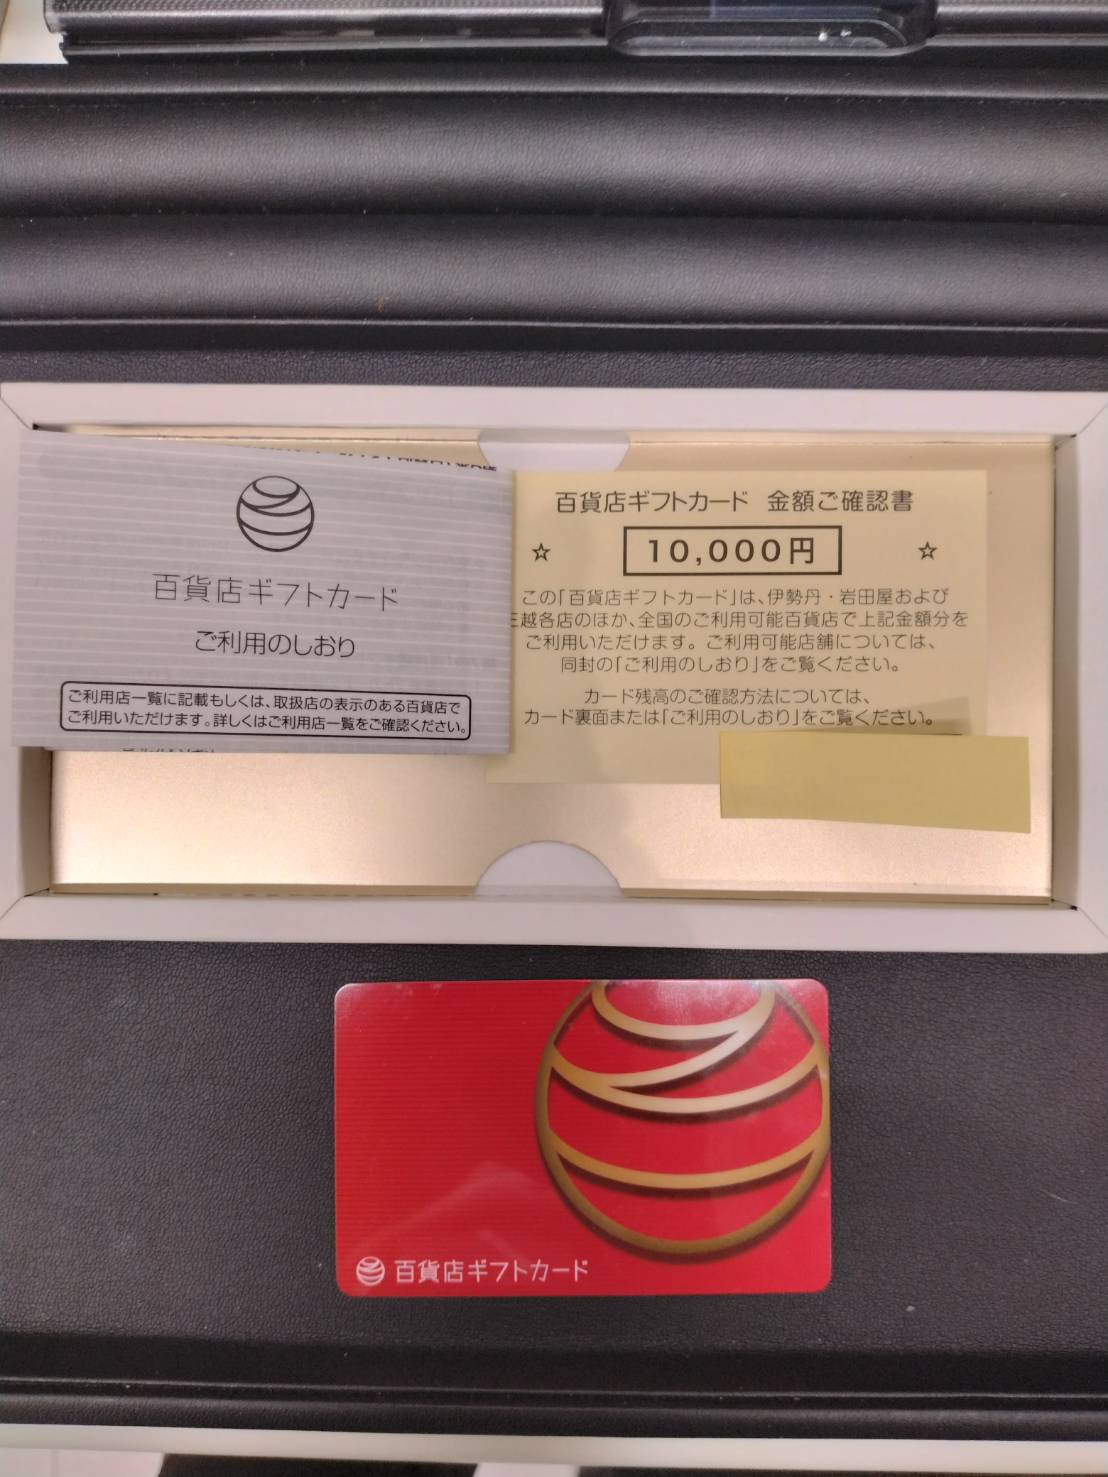 百貨店ギフトカード
ご利用のしおり
ご利用店一覧に記載もしくは、取扱店の表示のある百貨店で
ご利用いただけます。詳しくはご利用店一覧をご確認ください。
百貨店ギフトカード 金額ご確認書
☆ 10,000円 ☆
この「百貨店ギフトカード」は、伊勢丹・岩田屋および
三越各店のほか、全国のご利用可能百貨店で上記金額分を
ご利用いただけます。ご利用可能店舗については、
同封の「ご利用のしおり」をご覧ください。
カード残高のご確認方法については、
カード裏面または「ご利用のしおり」をご覧ください。
百貨店ギフトカード